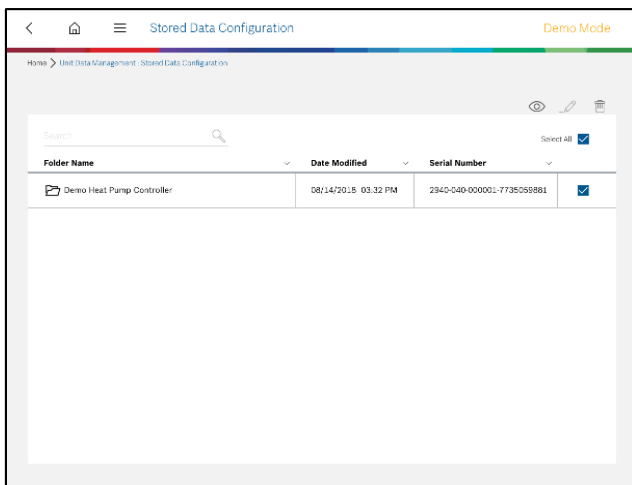 Stored Data Configuration
Demo Mode
Home > Unit Data Management : Stored Data Configuration
Search
Select All
Folder Name
Date Modified
Serial Number
Demo Heat Pump Controller
08/14/2015 03:32 PM
2940-040-000001-7735059881